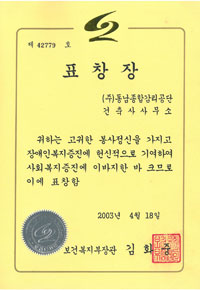 제 42779 호
표창장
(주)동남종합감리공단
건축사사무소
귀하는 고귀한 봉사정신을 가지고
장애인복지증진에 헌신적으로 기여하여
사회복지증진에 이바지한 바 크므로
이에 표창함
2003년 4월 18일
보건복지부장관 김화중